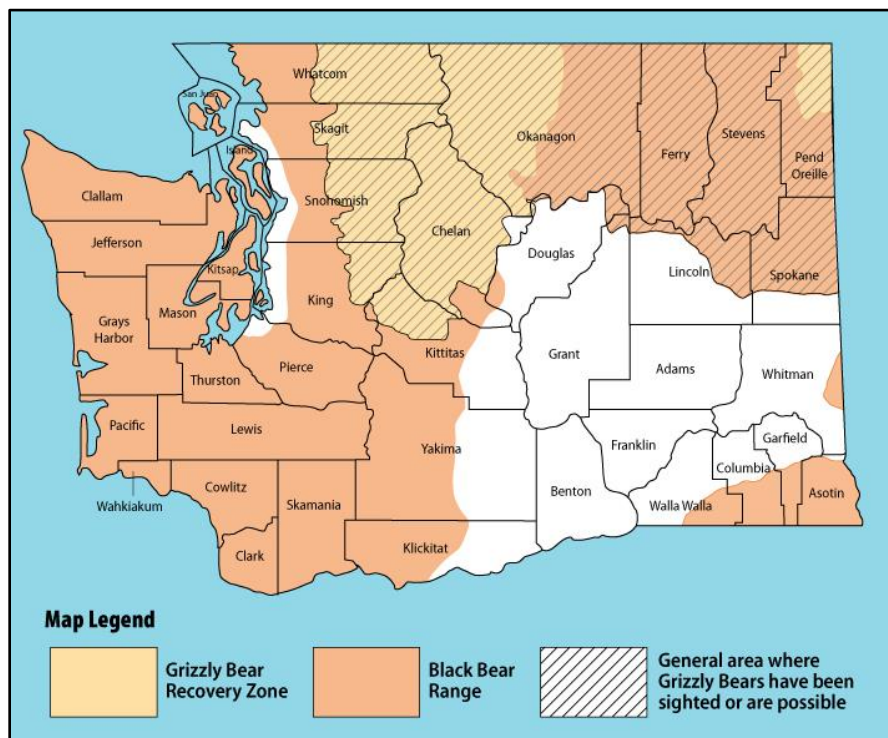 Whatcom
San Juan
Skagit
Okanagon
Stevens
Ferry
Pend
Oreille
Island
Clallam
Snohomish
Chelan
Jefferson
Douglas
Lincoln
Kitsap
Spokane
King
Mason
Grays
Harbor
Kittitas
Grant
Pierce
Adams
Whitman
Thurston
Pacific
Lewis
Yakima
Franklin
Garfield
Columbia
Cowlitz
Benton
Asotin
Wahkiakum
Skamania
Walla Walla
Klickitat
Clark
Map Legend
Grizzly Bear
Recovery Zone
Black Bear
Range
General area where
Grizzly Bears have been
sighted or are possible